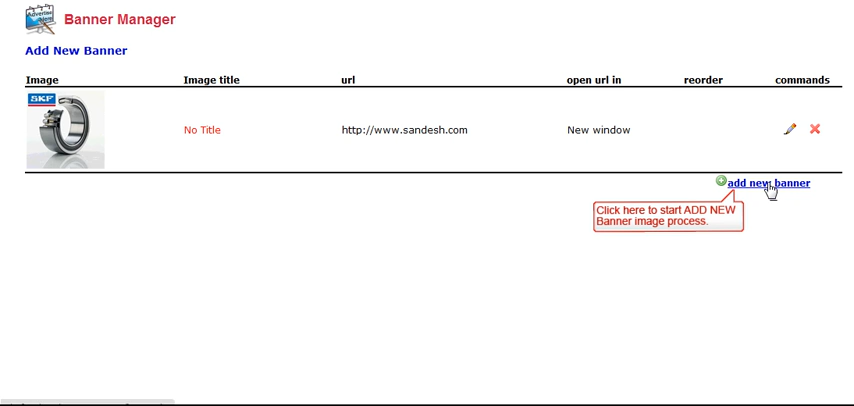 Banner Manager
Add New Banner
Image Image title url open url in reorder commands
SKF
No Title http://www.sandesh.com New window
add new banner
Click here to start ADD NEW
Banner image process.